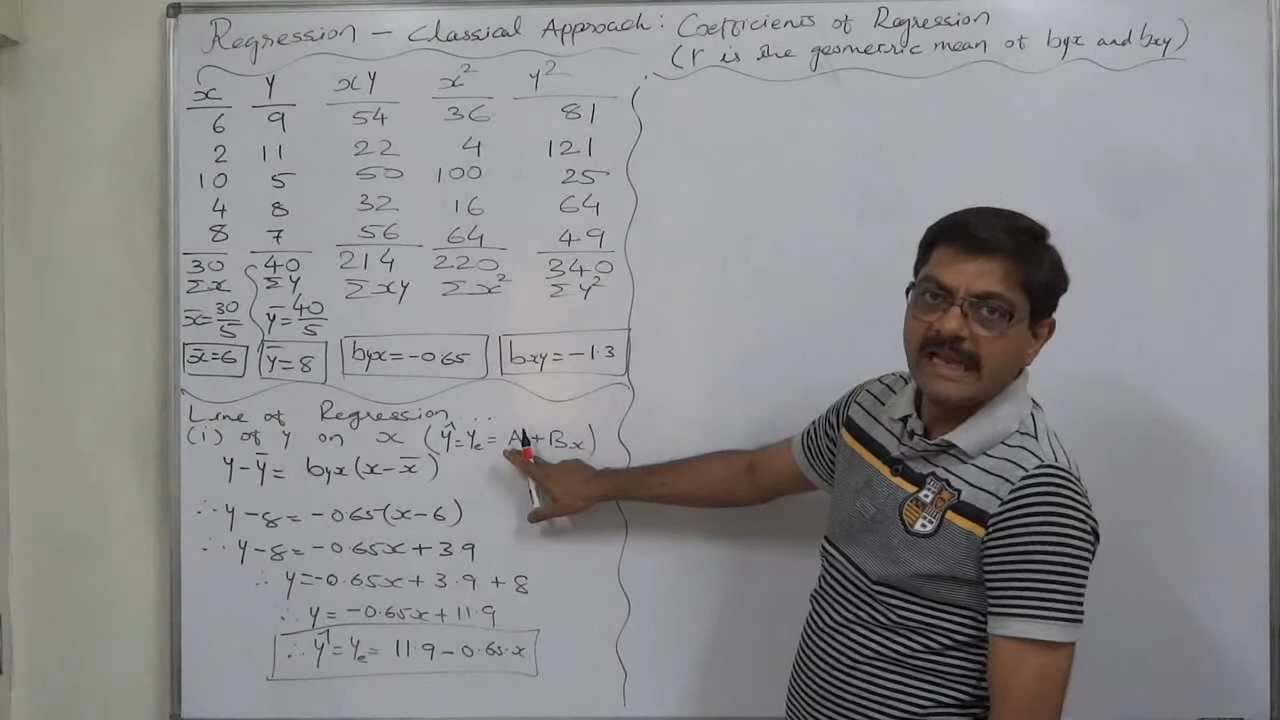 Regression – Classical Approach: Coefficients of Regression
(r is the geometric mean of byx and bxy)
x y xy x² y²
6 9 54 36 81
2 11 22 4 121
10 5 50 100 25
4 8 32 16 64
8 7 56 64 49
30 40 214 220 340
Σx Σy Σxy Σx² Σy²
x̄ = 30/5 ȳ = 40/5
x̄ = 6 ȳ = 8 byx = -0.65 bxy = -1.3
Line of Regression...
(i) of y on x (ŷ = ye = A + Bx)
y - ȳ = byx (x - x̄)
∴ y - 8 = -0.65 (x - 6)
∴ y - 8 = -0.65x + 3.9
∴ y = -0.65x + 3.9 + 8
∴ y = -0.65x + 11.9
∴ ŷ = ye = 11.9 - 0.65x